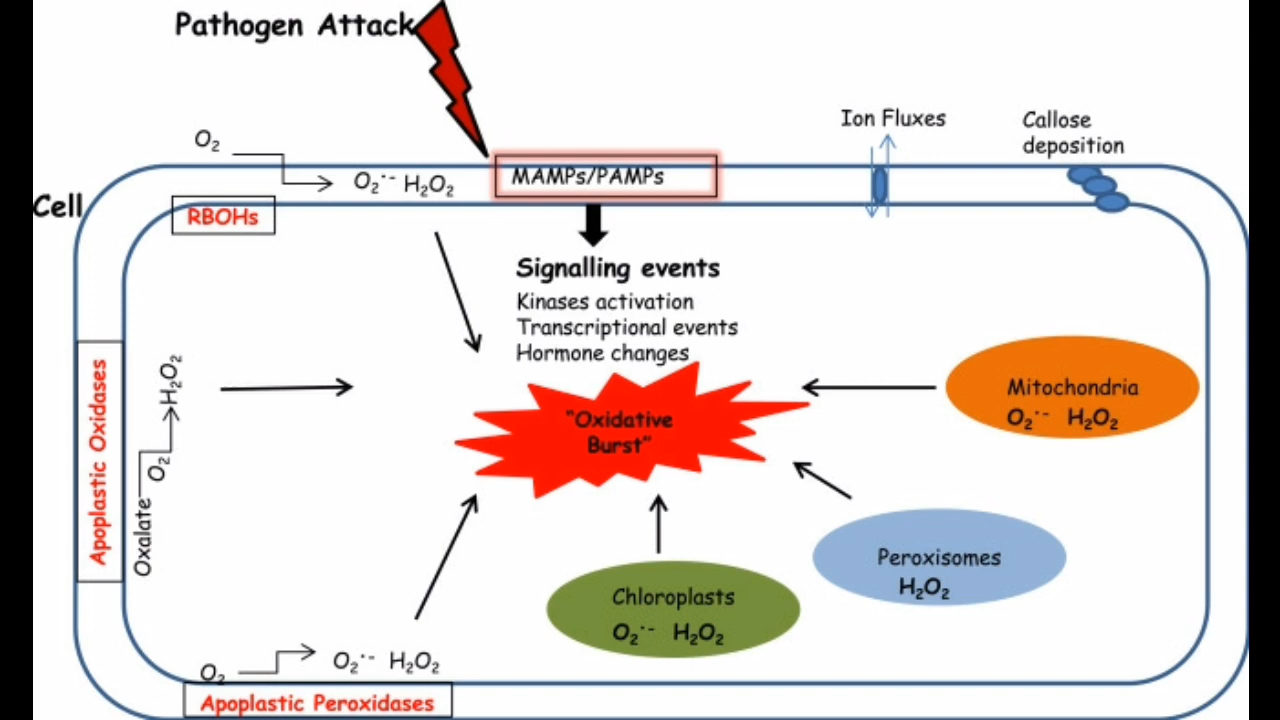 Pathogen Attack
O₂
O₂·⁻ H₂O₂
MAMPs/PAMPs
Ion Fluxes
Callose
deposition
Cell
RBOHs
Signalling events
Kinases activation
Transcriptional events
Hormone changes
"Oxidative
Burst"
Apoplastic Oxidases
Oxalate O₂ H₂O₂
Mitochondria
O₂·⁻ H₂O₂
Peroxisomes
H₂O₂
Chloroplasts
O₂·⁻ H₂O₂
O₂ O₂·⁻ H₂O₂
Apoplastic Peroxidases